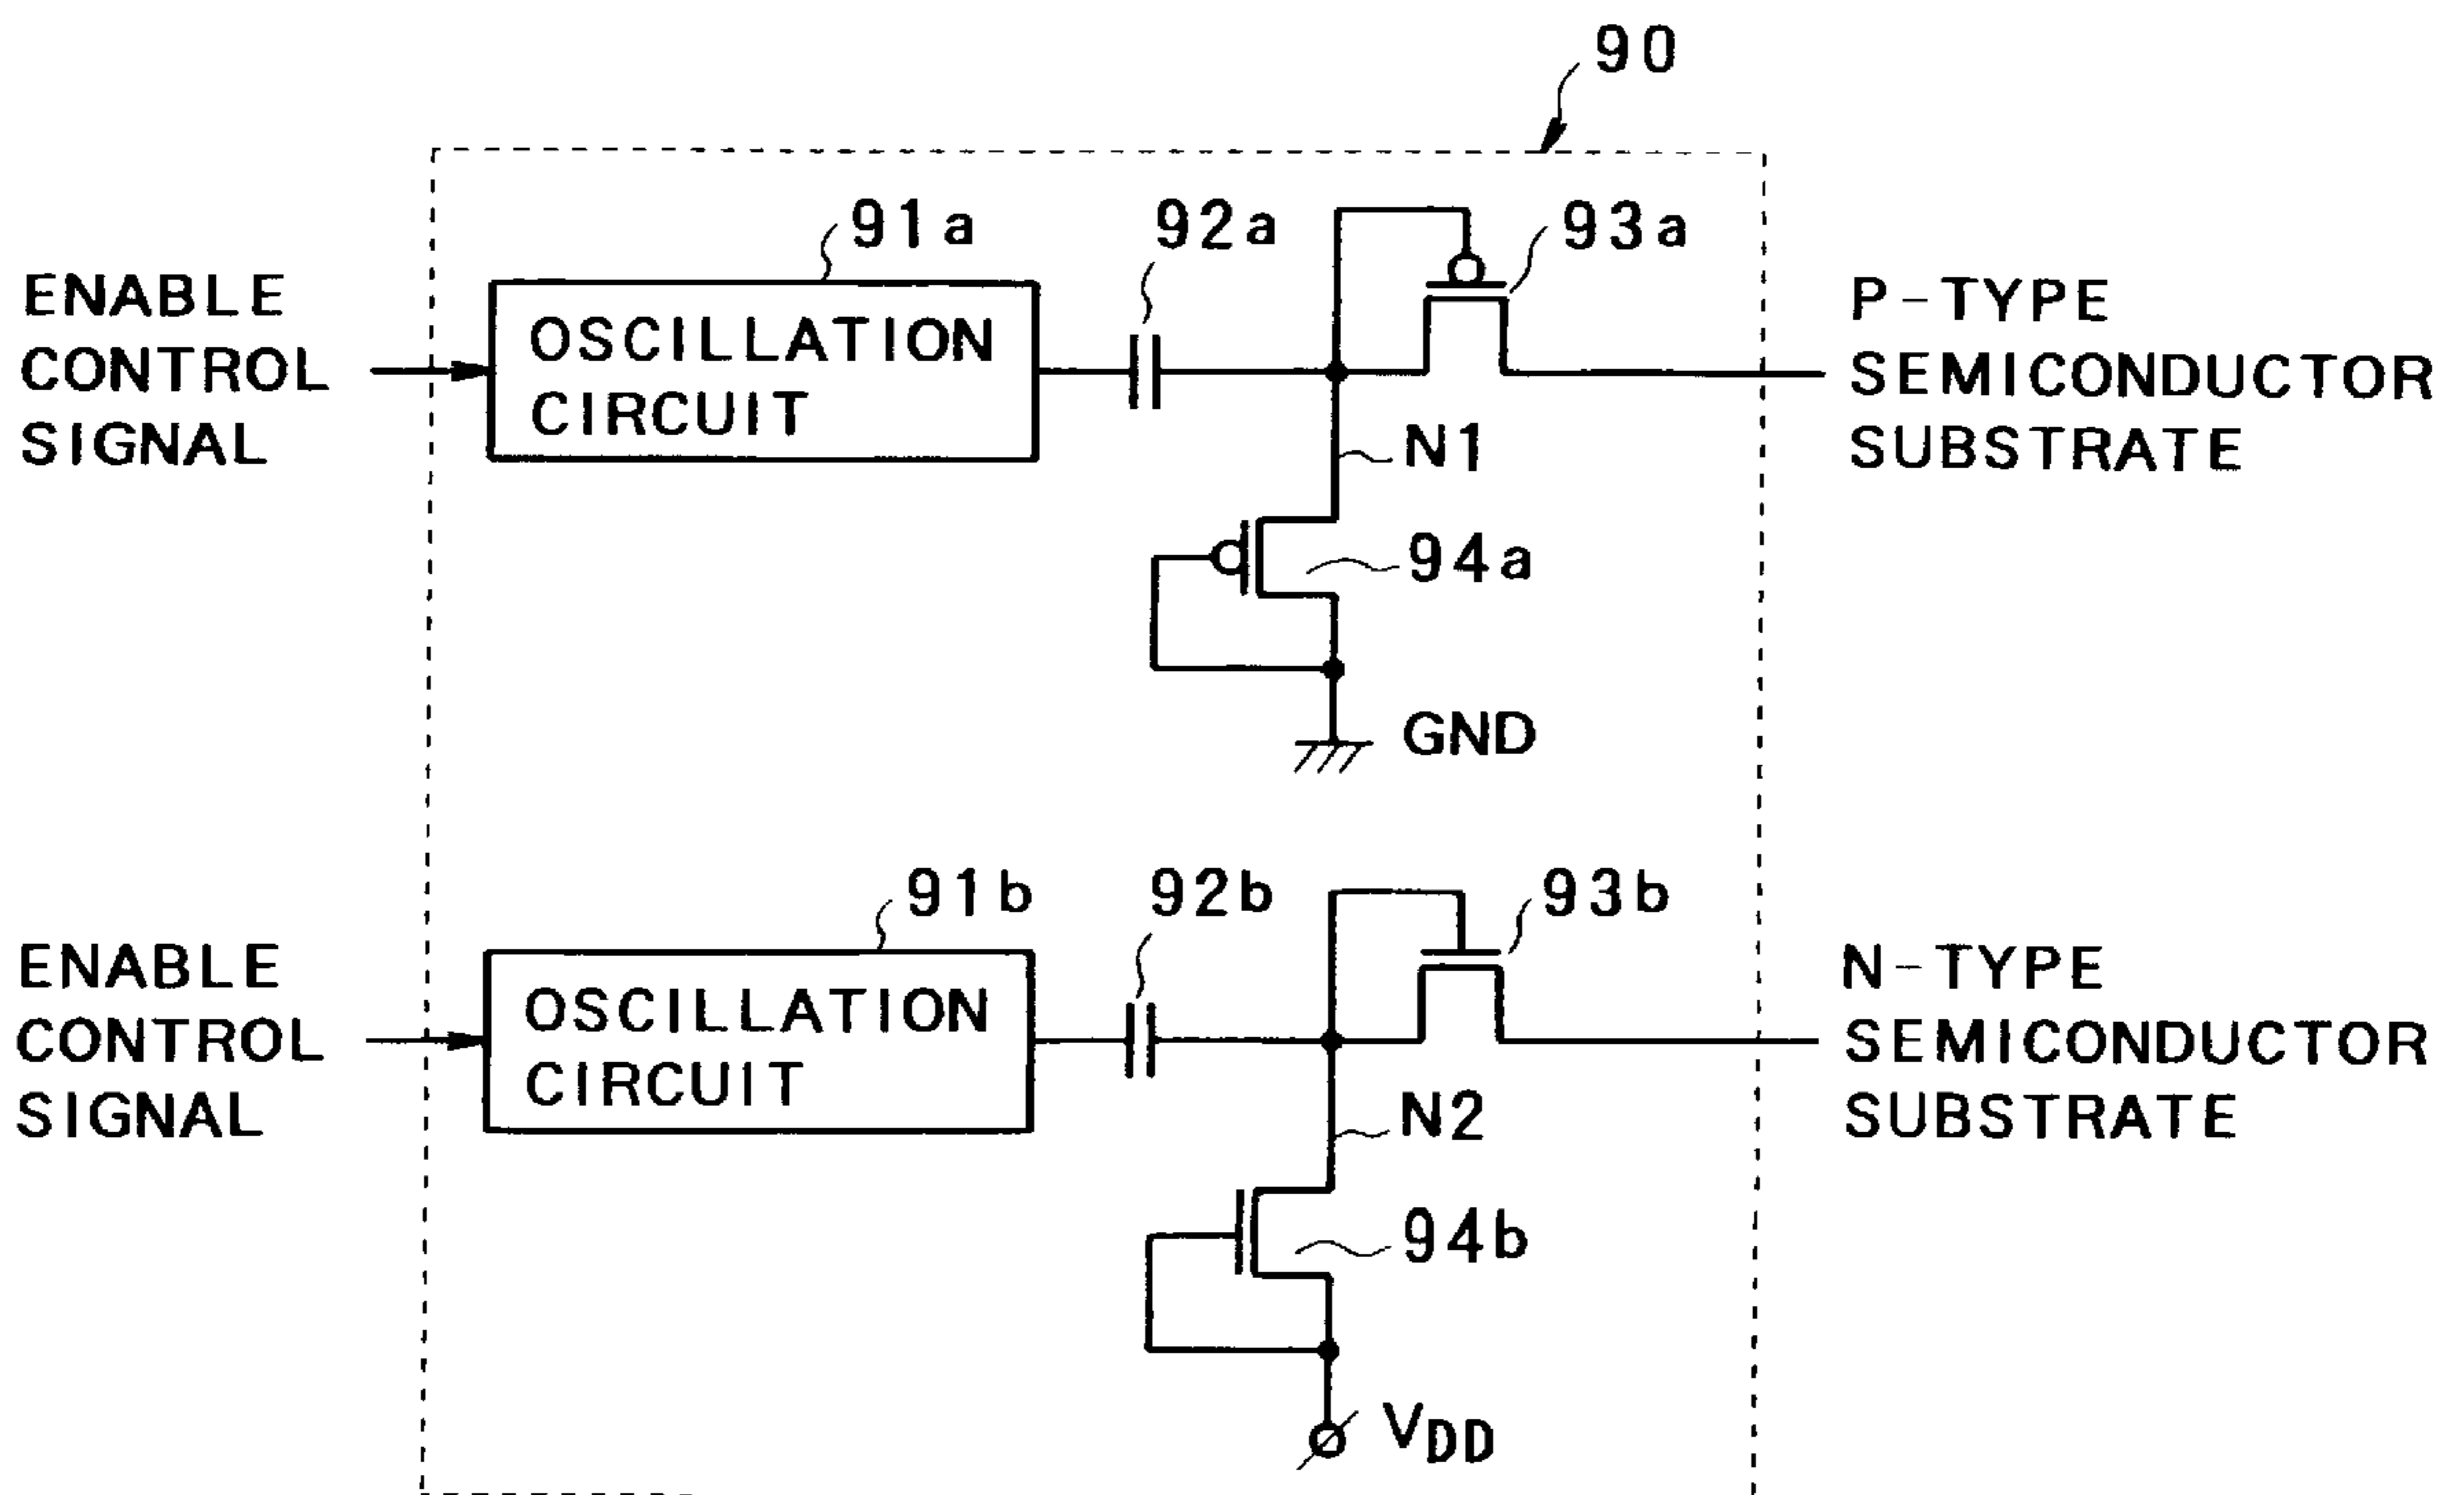 90
91a
92a
93a
ENABLE
CONTROL
SIGNAL
OSCILLATION
CIRCUIT
P-TYPE
SEMICONDUCTOR
SUBSTRATE
N1
94a
GND
91b
92b
93b
ENABLE
CONTROL
SIGNAL
OSCILLATION
CIRCUIT
N-TYPE
SEMICONDUCTOR
SUBSTRATE
N2
94b
VDD